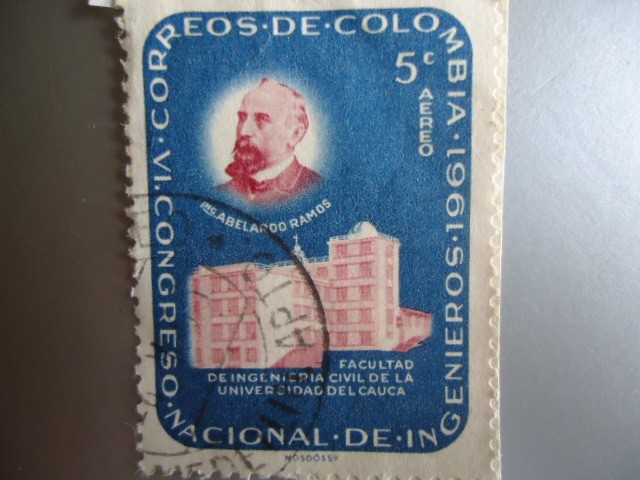 CORREOS·DE·COLOMBIA·1961·
VI·CONGRESO·NACIONAL·DE·INGENIEROS·
5c
AEREO
ING. ABELARDO RAMOS
FACULTAD
DE INGENIERIA CIVIL DE LA
UNIVERSIDAD DEL CAUCA